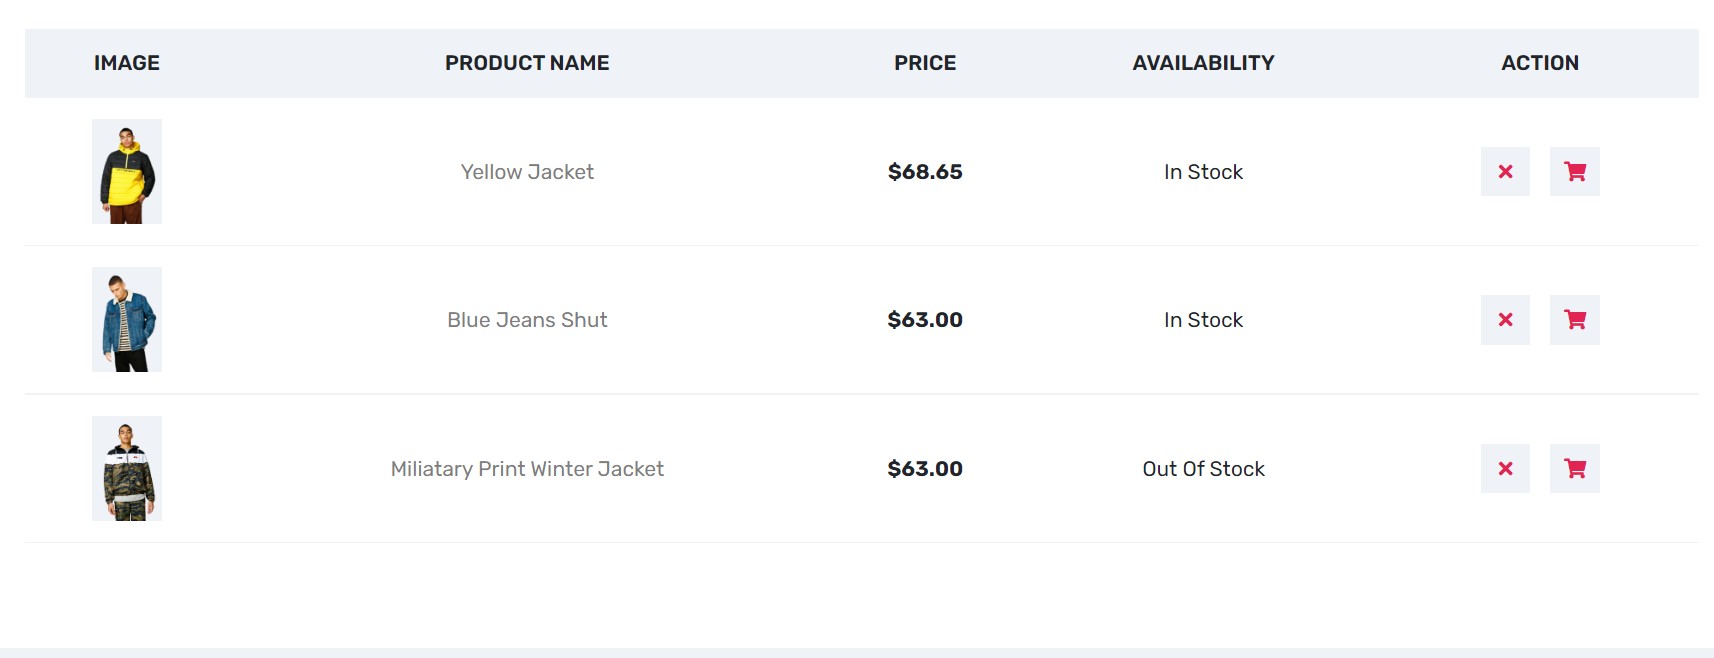 IMAGE PRODUCT NAME PRICE AVAILABILITY ACTION
Yellow Jacket $68.65 In Stock
Blue Jeans Shut $63.00 In Stock
Miliatary Print Winter Jacket $63.00 Out Of Stock